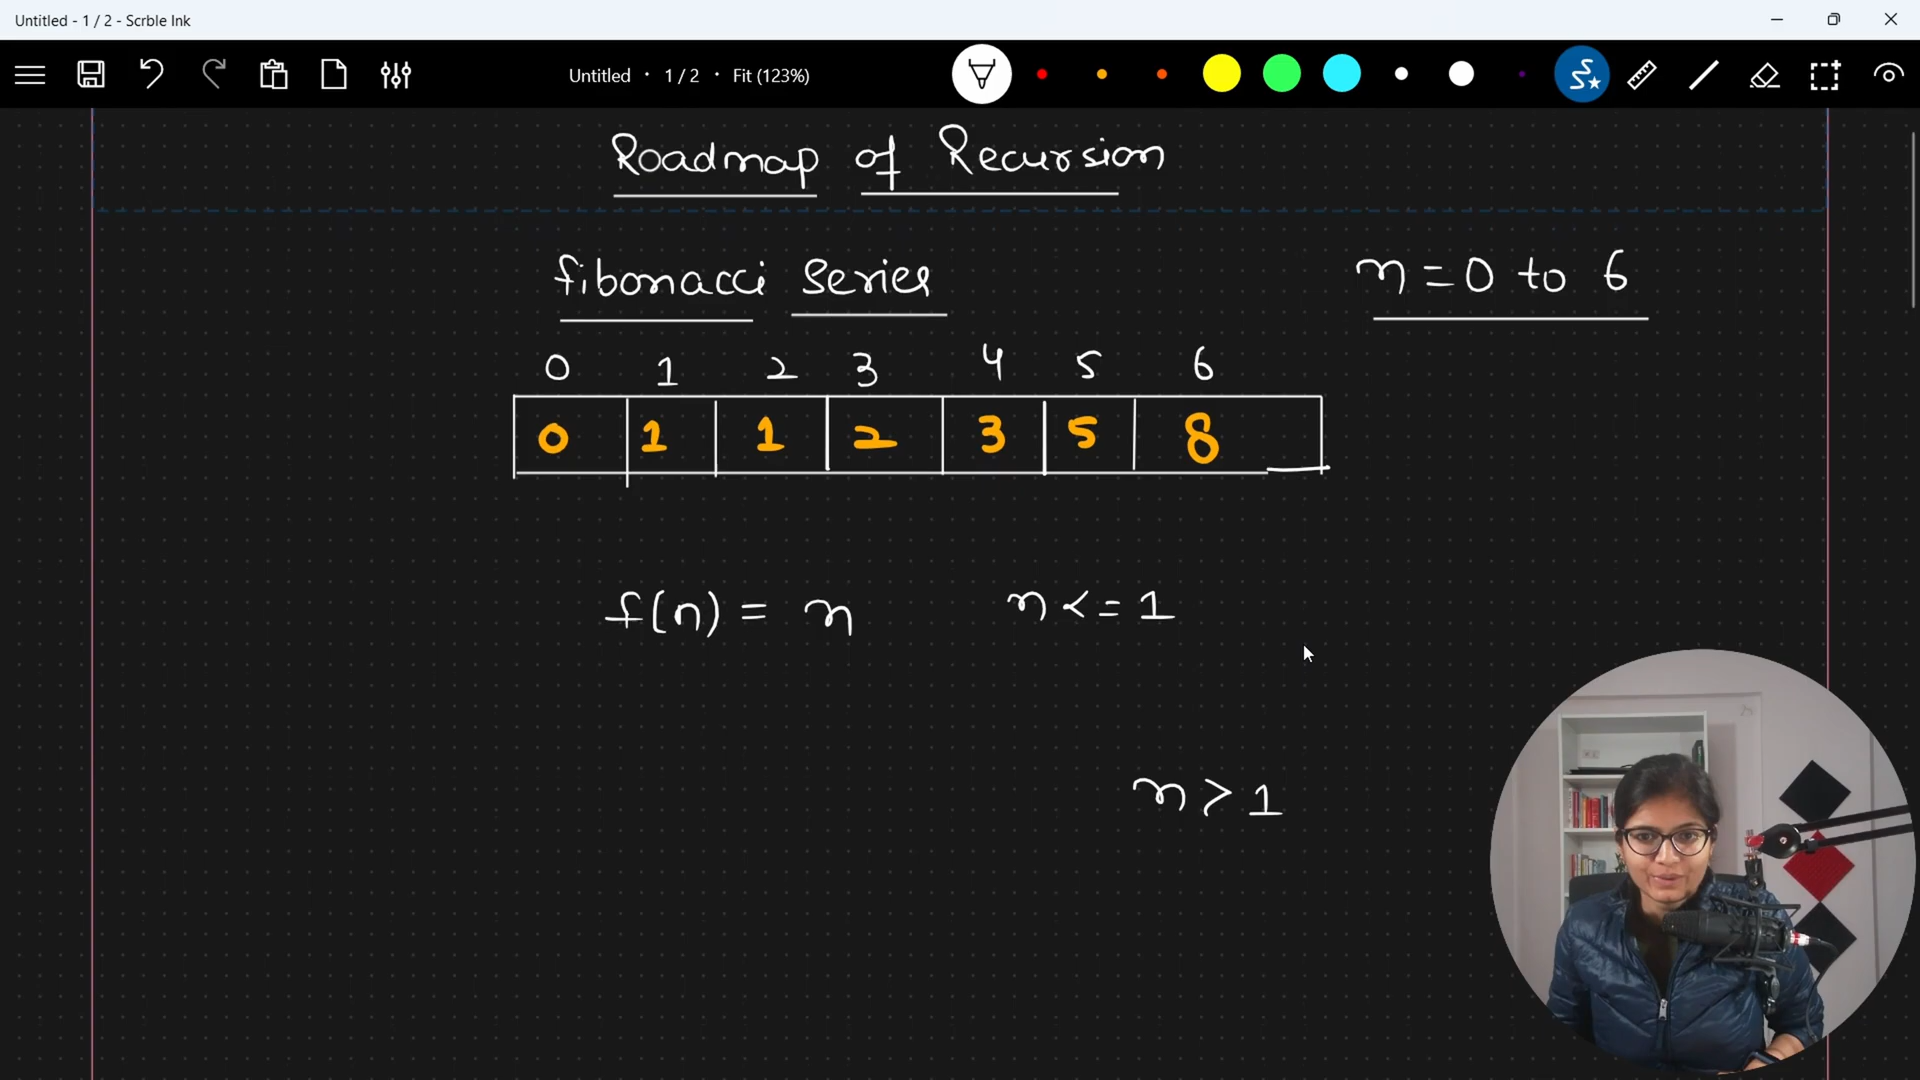 Untitled - 1 / 2 - Scrble Ink
Untitled • 1 / 2 • Fit (123%)
Roadmap of Recursion
fibonacci Series
n = 0 to 6
0 1 2 3 4 5 6
0 1 1 2 3 5 8
f(n) = n n <= 1
n > 1